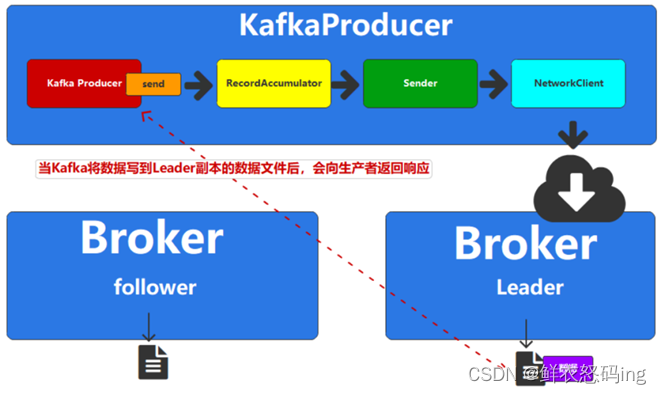 KafkaProducer
Kafka Producer
send
RecordAccumulator
Sender
NetworkClient
当Kafka将数据写到Leader副本的数据文件后，会向生产者返回响应
Broker
follower
Broker
Leader
CSDN @鲜衣怒码ing